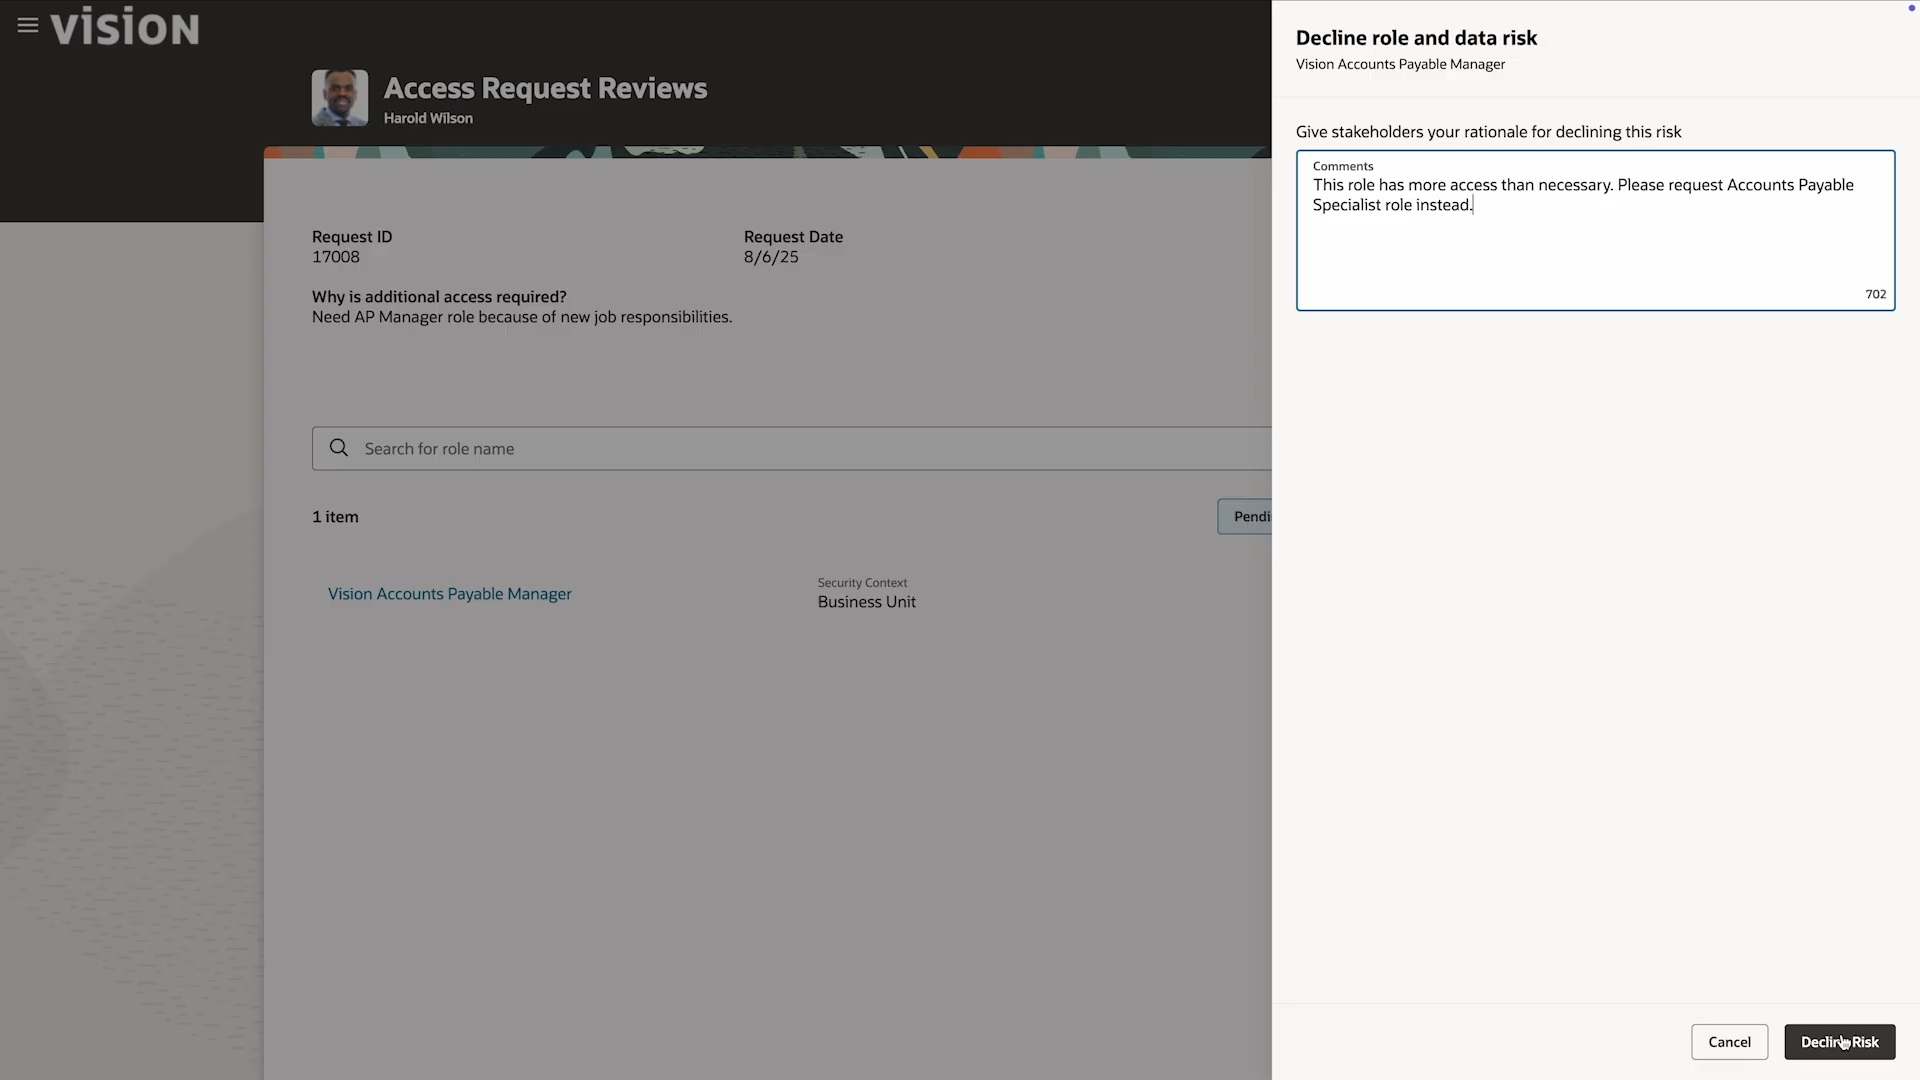 vision
Access Request Reviews
Harold Wilson
Request ID
17008
Request Date
8/6/25
Why is additional access required?
Need AP Manager role because of new job responsibilities.
Search for role name
1 item
Pendi
Vision Accounts Payable Manager
Security Context
Business Unit
Decline role and data risk
Vision Accounts Payable Manager
Give stakeholders your rationale for declining this risk
Comments
This role has more access than necessary. Please request Accounts Payable
Specialist role instead.
702
Cancel
Decline Risk